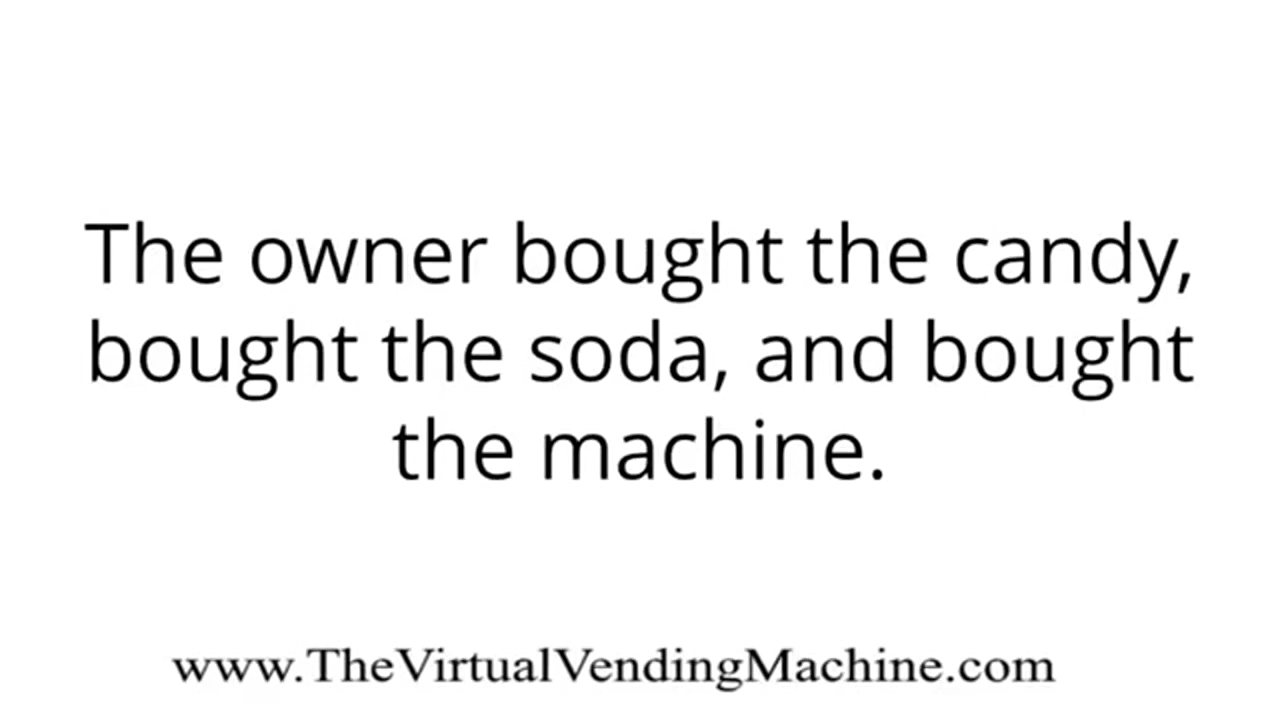 The owner bought the candy,
bought the soda, and bought
the machine.
www.TheVirtualVendingMachine.com